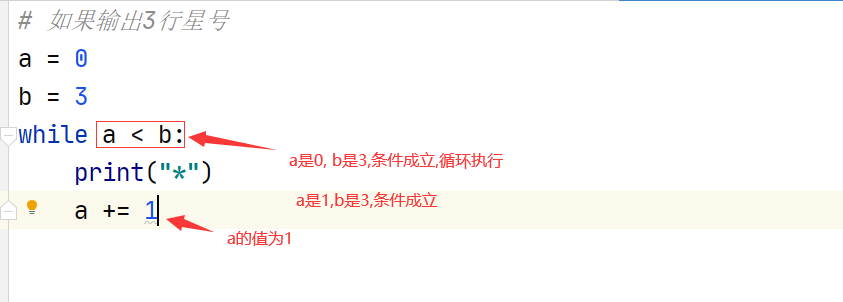 # 如果输出3行星号
a = 0
b = 3
while a < b:
a是0, b是3,条件成立,循环执行
print("*")
a是1,b是3,条件成立
a += 1
a的值为1